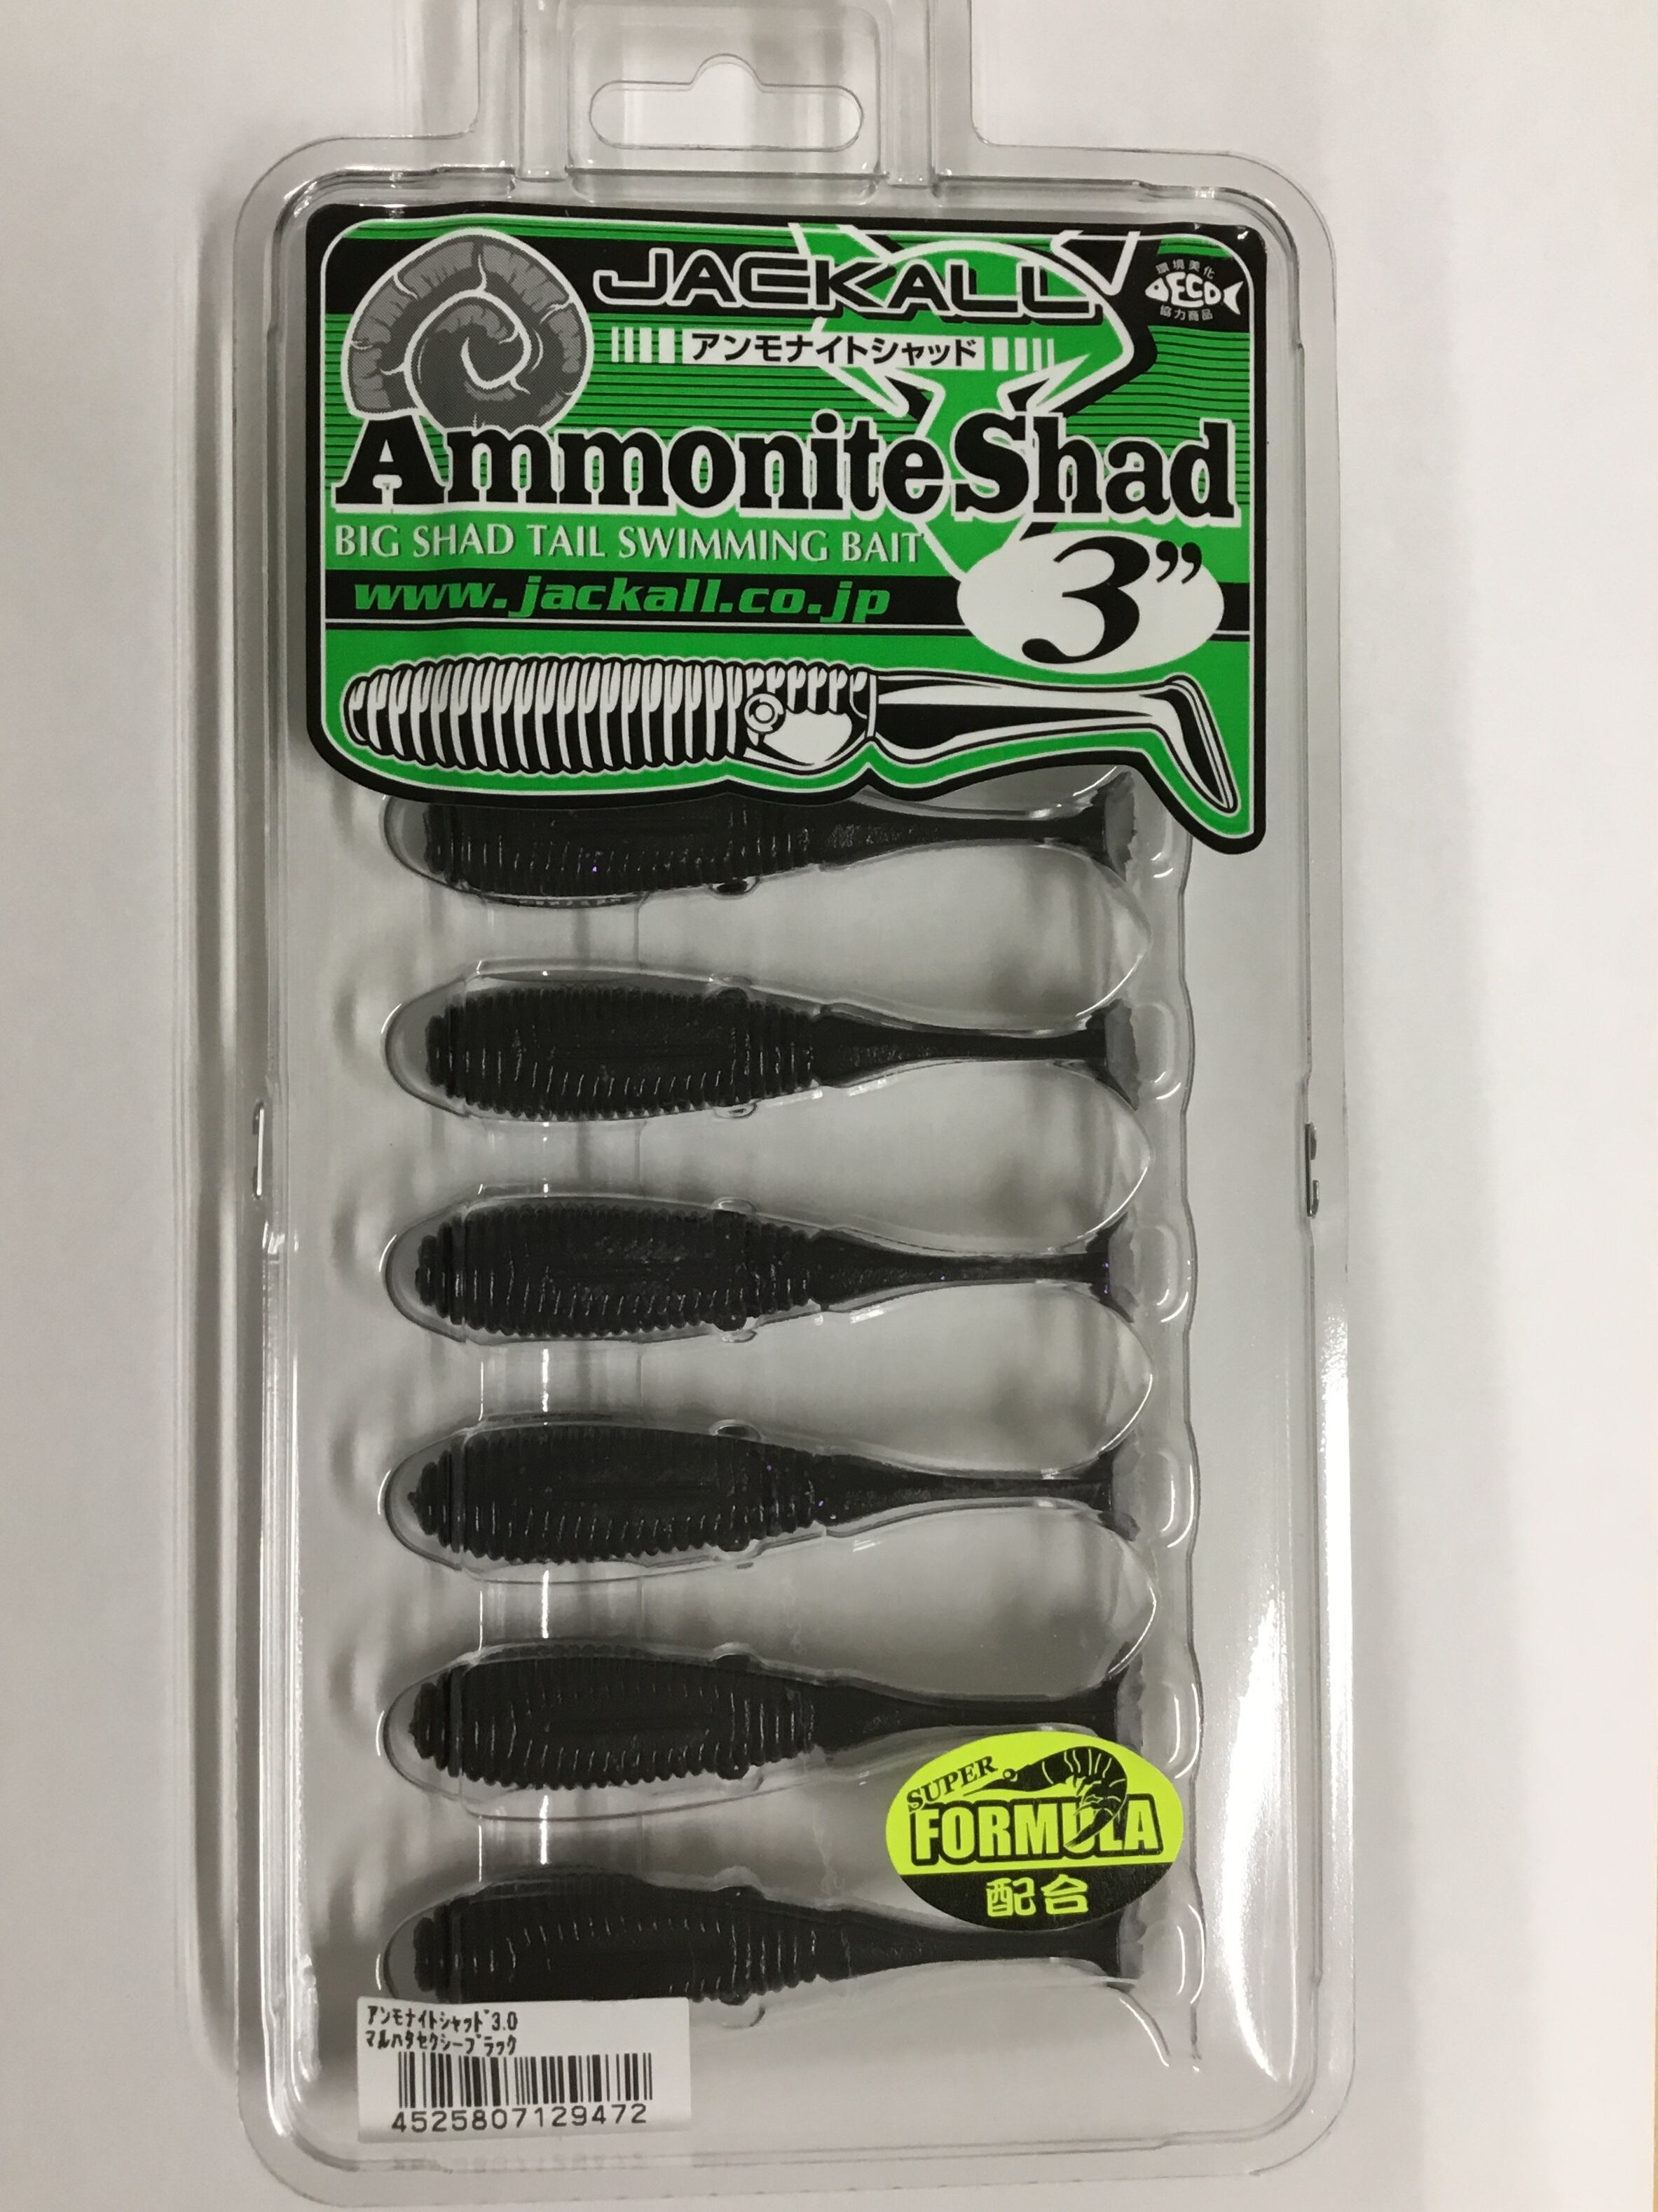 JACKALL
環境美化
ECO
協力商品
アンモナイトシャッド
Ammonite Shad
BIG SHAD TAIL SWIMMING BAIT
3”
www.jackall.co.jp
SUPER
FORMULA
配合
ｱﾝﾓﾅｲﾄｼｬｯﾄﾞ3.0
ﾏﾙﾊﾀｾｸｼｰﾌﾞﾗｯｸ
4525807129472